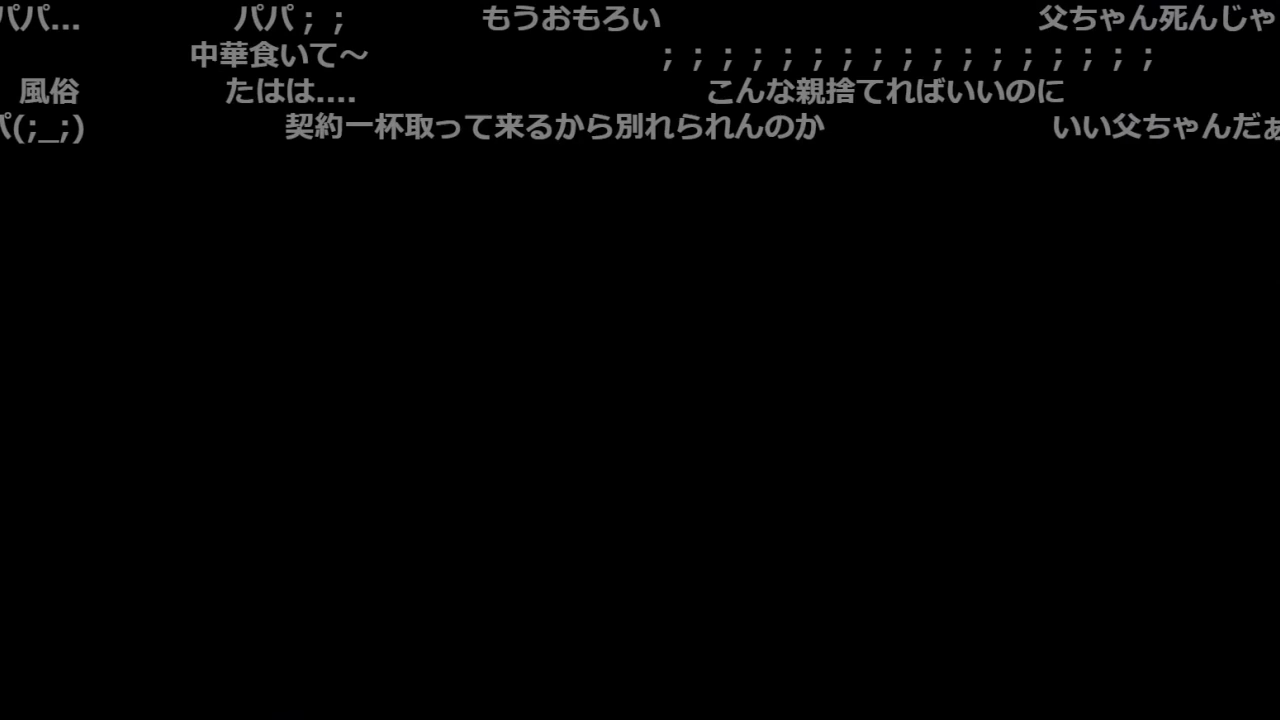 パパ... パパ；； もうおもろい 父ちゃん死んじゃ
中華食いて～ ；；；；；；；；；；；；；；；；；
風俗 たはは.... こんな親捨てればいいのに
パ(;_;) 契約一杯取って来るから別れられんのか いい父ちゃんだぁ